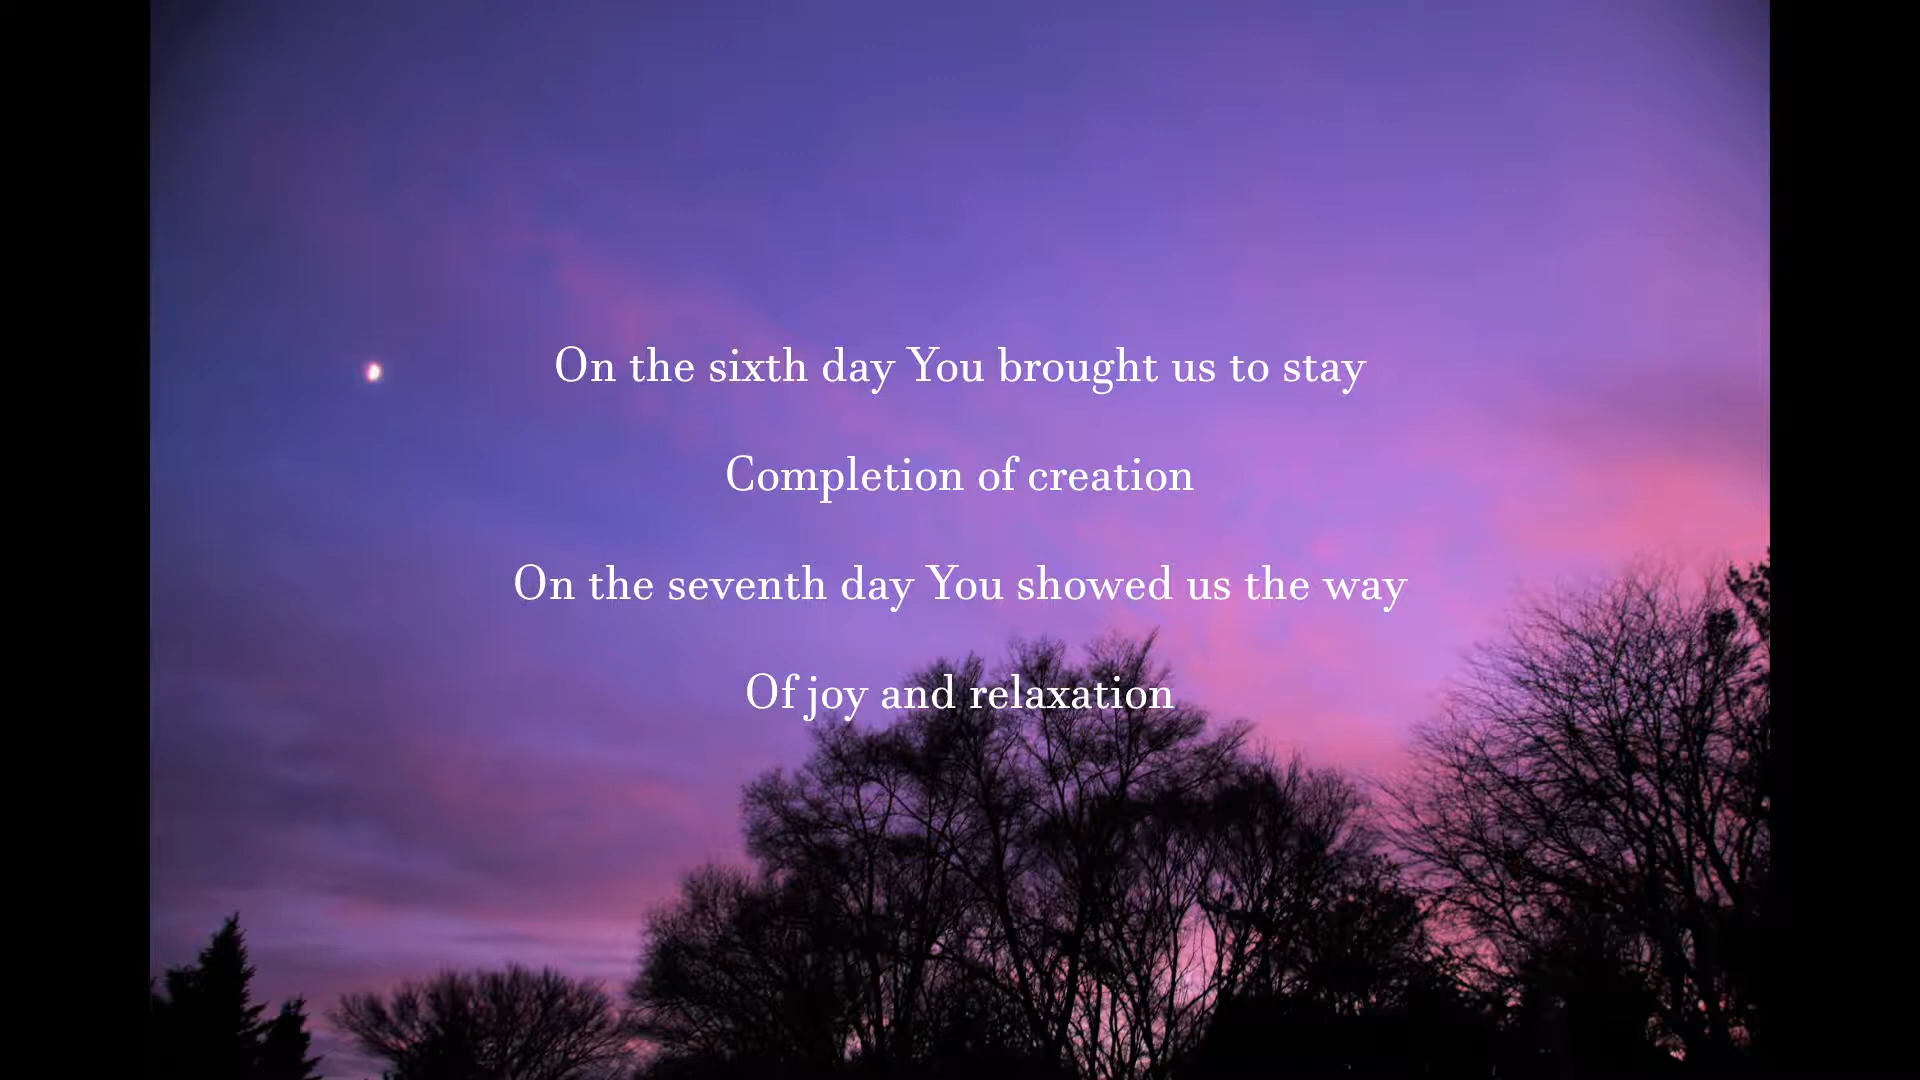 On the sixth day You brought us to stay
Completion of creation
On the seventh day You showed us the way
Of joy and relaxation